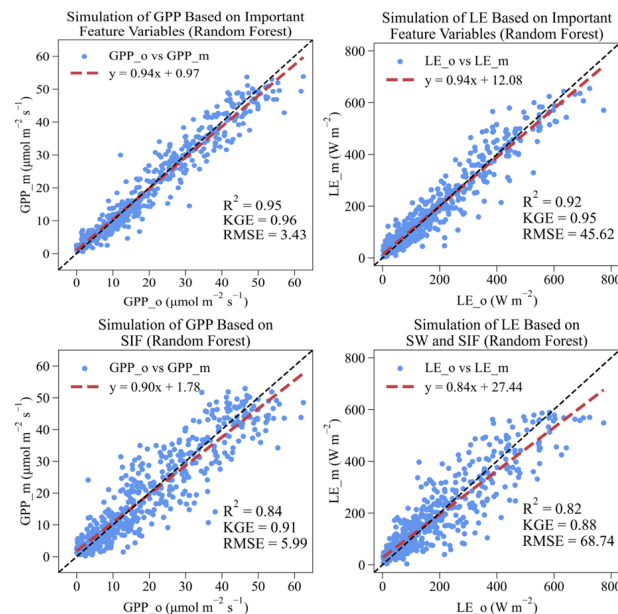 Simulation of GPP Based on Important
Feature Variables (Random Forest)
GPP_m (μmol m⁻² s⁻¹)
60
50
40
30
20
10
0
GPP_o vs GPP_m
y = 0.94x + 0.97
R² = 0.95
KGE = 0.96
RMSE = 3.43
0 10 20 30 40 50 60
GPP_o (μmol m⁻² s⁻¹)
Simulation of LE Based on Important
Feature Variables (Random Forest)
LE_m (W m⁻²)
800
600
400
200
0
LE_o vs LE_m
y = 0.94x + 12.08
R² = 0.92
KGE = 0.95
RMSE = 45.62
0 200 400 600 800
LE_o (W m⁻²)
Simulation of GPP Based on
SIF (Random Forest)
GPP_m (μmol m⁻² s⁻¹)
60
50
40
30
20
10
0
GPP_o vs GPP_m
y = 0.90x + 1.78
R² = 0.84
KGE = 0.91
RMSE = 5.99
0 10 20 30 40 50 60
GPP_o (μmol m⁻² s⁻¹)
Simulation of LE Based on
SW and SIF (Random Forest)
LE_m (W m⁻²)
800
600
400
200
0
LE_o vs LE_m
y = 0.84x + 27.44
R² = 0.82
KGE = 0.88
RMSE = 68.74
0 200 400 600 800
LE_o (W m⁻²)